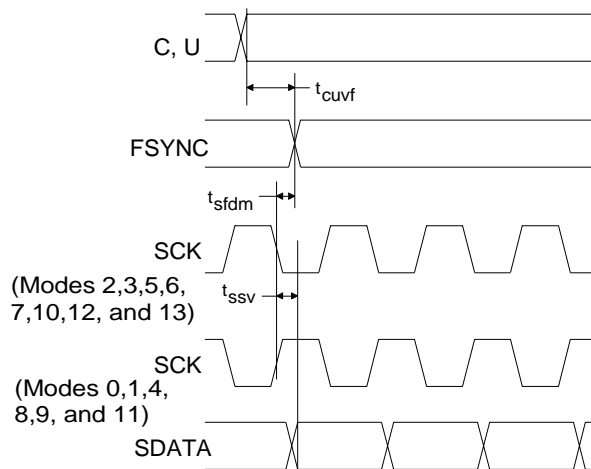 C, U
tcuvf
FSYNC
tsfdm
SCK
(Modes 2,3,5,6,
7,10,12, and 13)
tssv
SCK
(Modes 0,1,4,
8,9, and 11)
SDATA